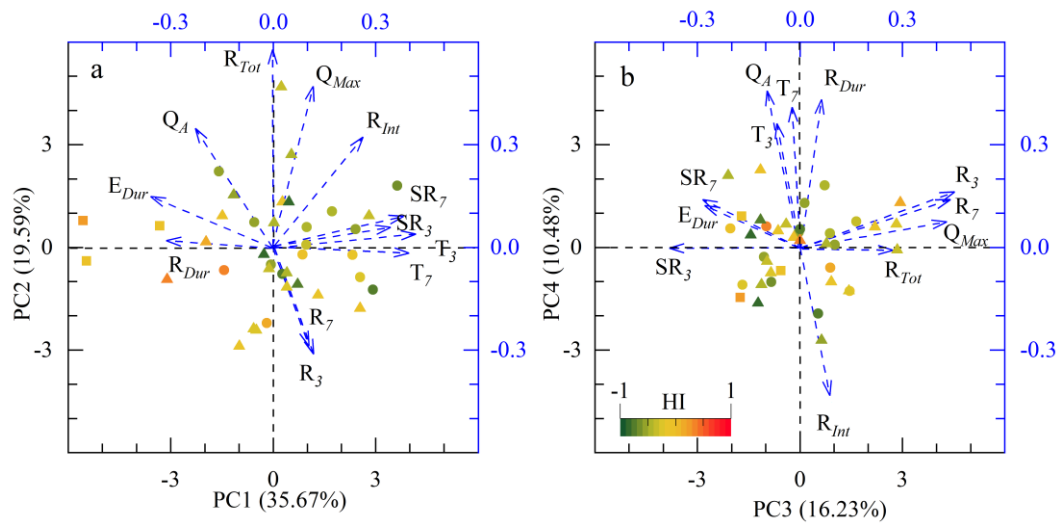 0.0 0.3 0.6
0.0 0.3 0.6
a
R_Tot
Q_Max
R_Int
Q_A
E_Dur
SR_7
SR_3
T_3
T_7
R_Dur
R_7
R_3
3
0
-3
0.3
0.0
-0.3
PC2 (19.59%)
-3 0 3
PC1 (35.67%)
b
Q_A
T_7
R_Dur
T_3
SR_7
R_3
E_Dur
R_7
Q_Max
SR_3
R_Tot
R_Int
-1 HI 1
3
0
-3
0.3
0.0
-0.3
PC4 (10.48%)
-3 0 3
PC3 (16.23%)